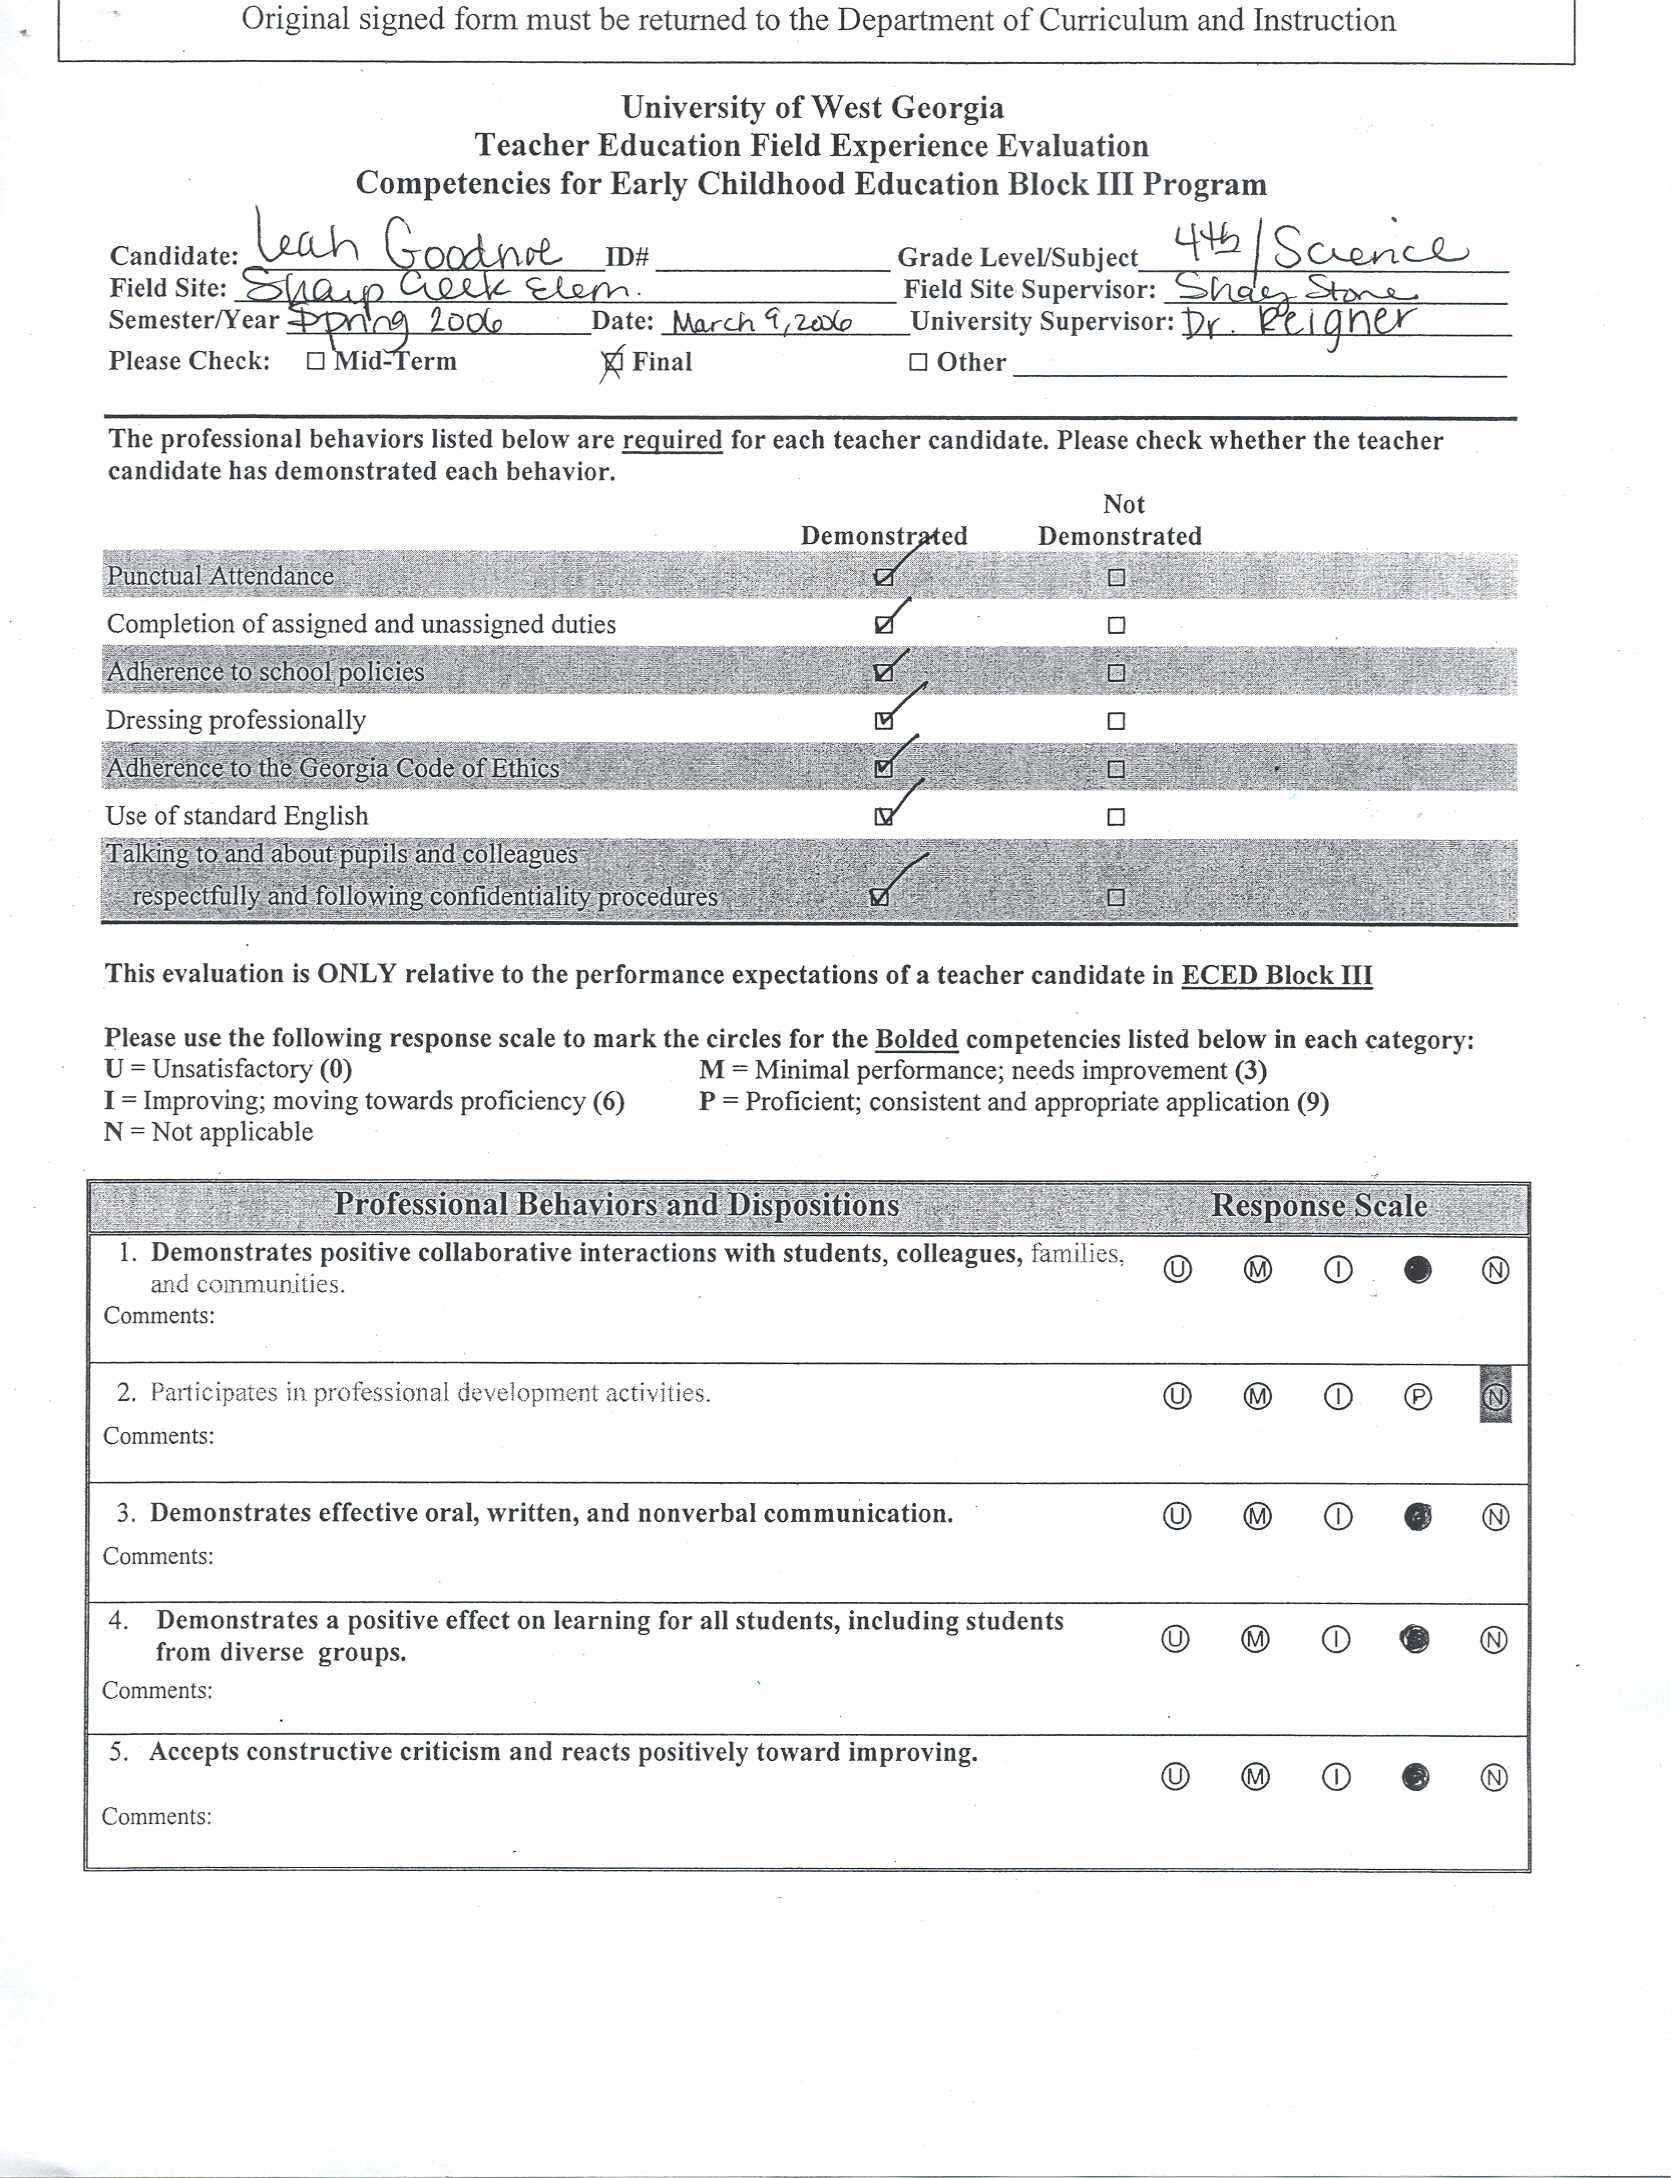 Original signed form must be returned to the Department of Curriculum and Instruction
University of West Georgia
Teacher Education Field Experience Evaluation
Competencies for Early Childhood Education Block III Program
Candidate: Leah Goodnoe ID# Grade Level/Subject 4th/Science
Field Site: Sharp Creek Elem. Field Site Supervisor: Shay Stone
Semester/Year Spring 2006 Date: March 9, 2006 University Supervisor: Dr. Reigner
Please Check: ☐ Mid-Term ☒ Final ☐ Other
The professional behaviors listed below are required for each teacher candidate. Please check whether the teacher
candidate has demonstrated each behavior.
Not
Demonstrated Demonstrated
Punctual Attendance ☑ ☐
Completion of assigned and unassigned duties ☑ ☐
Adherence to school policies ☑ ☐
Dressing professionally ☑ ☐
Adherence to the Georgia Code of Ethics ☑ ☐
Use of standard English ☑ ☐
Talking to and about pupils and colleagues
respectfully and following confidentiality procedures ☑ ☐
This evaluation is ONLY relative to the performance expectations of a teacher candidate in ECED Block III
Please use the following response scale to mark the circles for the Bolded competencies listed below in each category:
U = Unsatisfactory (0) M = Minimal performance; needs improvement (3)
I = Improving; moving towards proficiency (6) P = Proficient; consistent and appropriate application (9)
N = Not applicable
Professional Behaviors and Dispositions Response Scale
1. Demonstrates positive collaborative interactions with students, colleagues, families, Ⓤ Ⓜ Ⓘ ● Ⓝ
and communities.
Comments:
2. Participates in professional development activities. Ⓤ Ⓜ Ⓘ Ⓟ Ⓝ
Comments:
3. Demonstrates effective oral, written, and nonverbal communication. Ⓤ Ⓜ Ⓘ ● Ⓝ
Comments:
4. Demonstrates a positive effect on learning for all students, including students Ⓤ Ⓜ Ⓘ ● Ⓝ
from diverse groups.
Comments:
5. Accepts constructive criticism and reacts positively toward improving. Ⓤ Ⓜ Ⓘ ● Ⓝ
Comments: